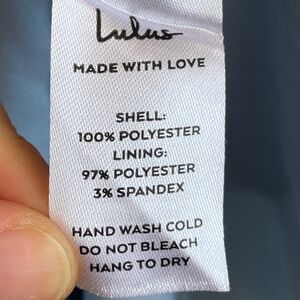 Lulus
MADE WITH LOVE
SHELL:
100% POLYESTER
LINING:
97% POLYESTER
3% SPANDEX
HAND WASH COLD
DO NOT BLEACH
HANG TO DRY